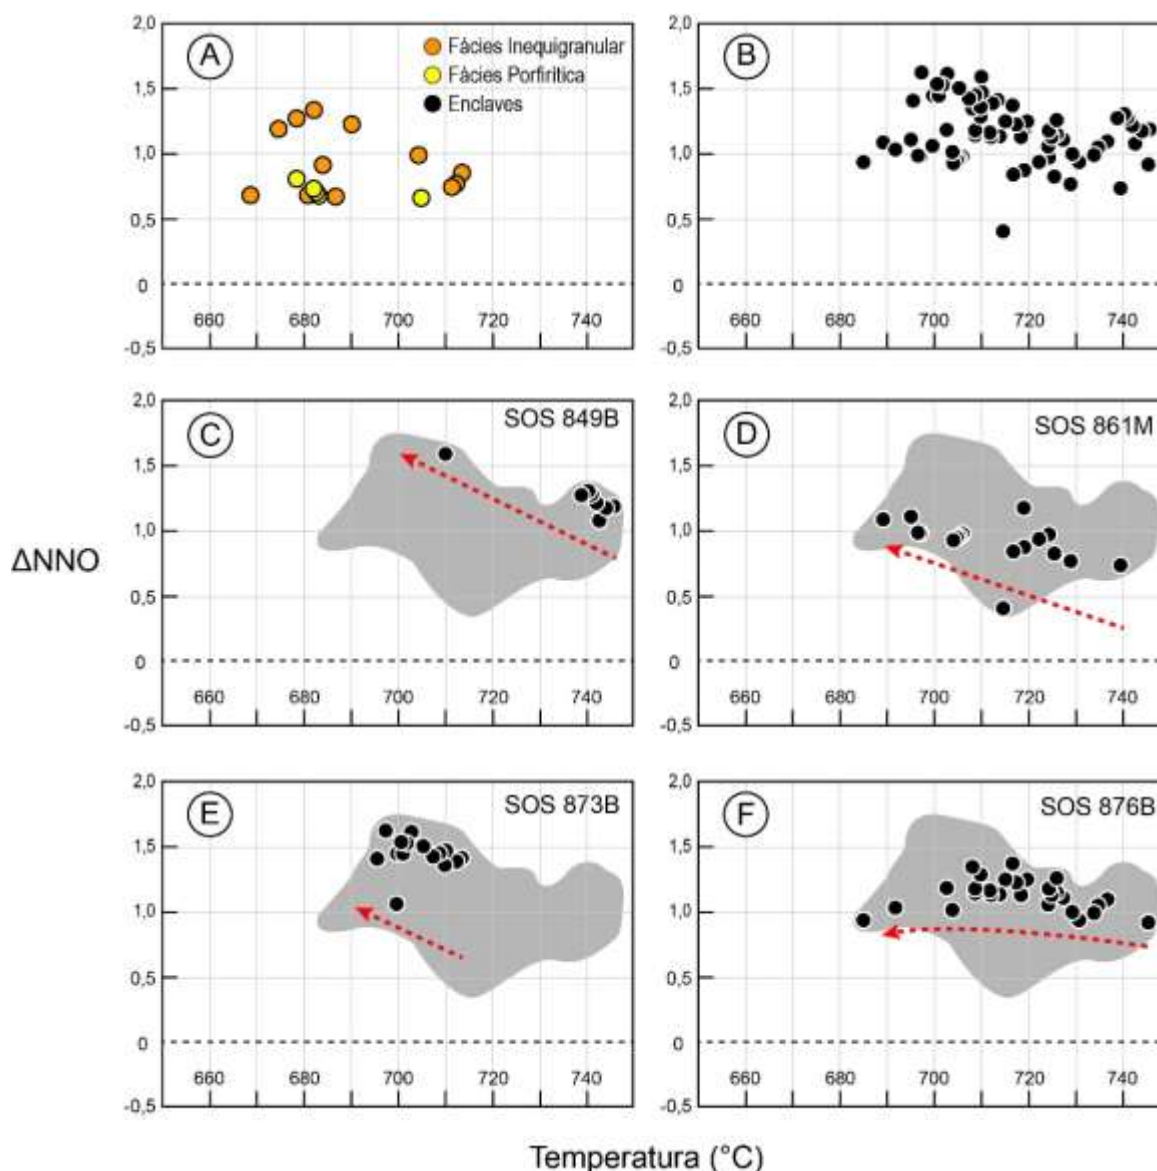 A
Fácies Inequigranular
Fácies Porfirítica
Enclaves
2,0
1,5
1,0
0,5
0
-0,5
660 680 700 720 740
B
2,0
1,5
1,0
0,5
0
-0,5
660 700 720 740
C
SOS 849B
2,0
1,5
1,0
0,5
0
-0,5
660 680 700 720 740
D
SOS 861M
2,0
1,5
1,0
0,5
0
-0,5
660 700 720 740
ΔNNO
E
SOS 873B
2,0
1,5
1,0
0,5
0
-0,5
660 680 700 720 740
F
SOS 876B
2,0
1,5
1,0
0,5
0
-0,5
660 700 720 740
Temperatura (°C)